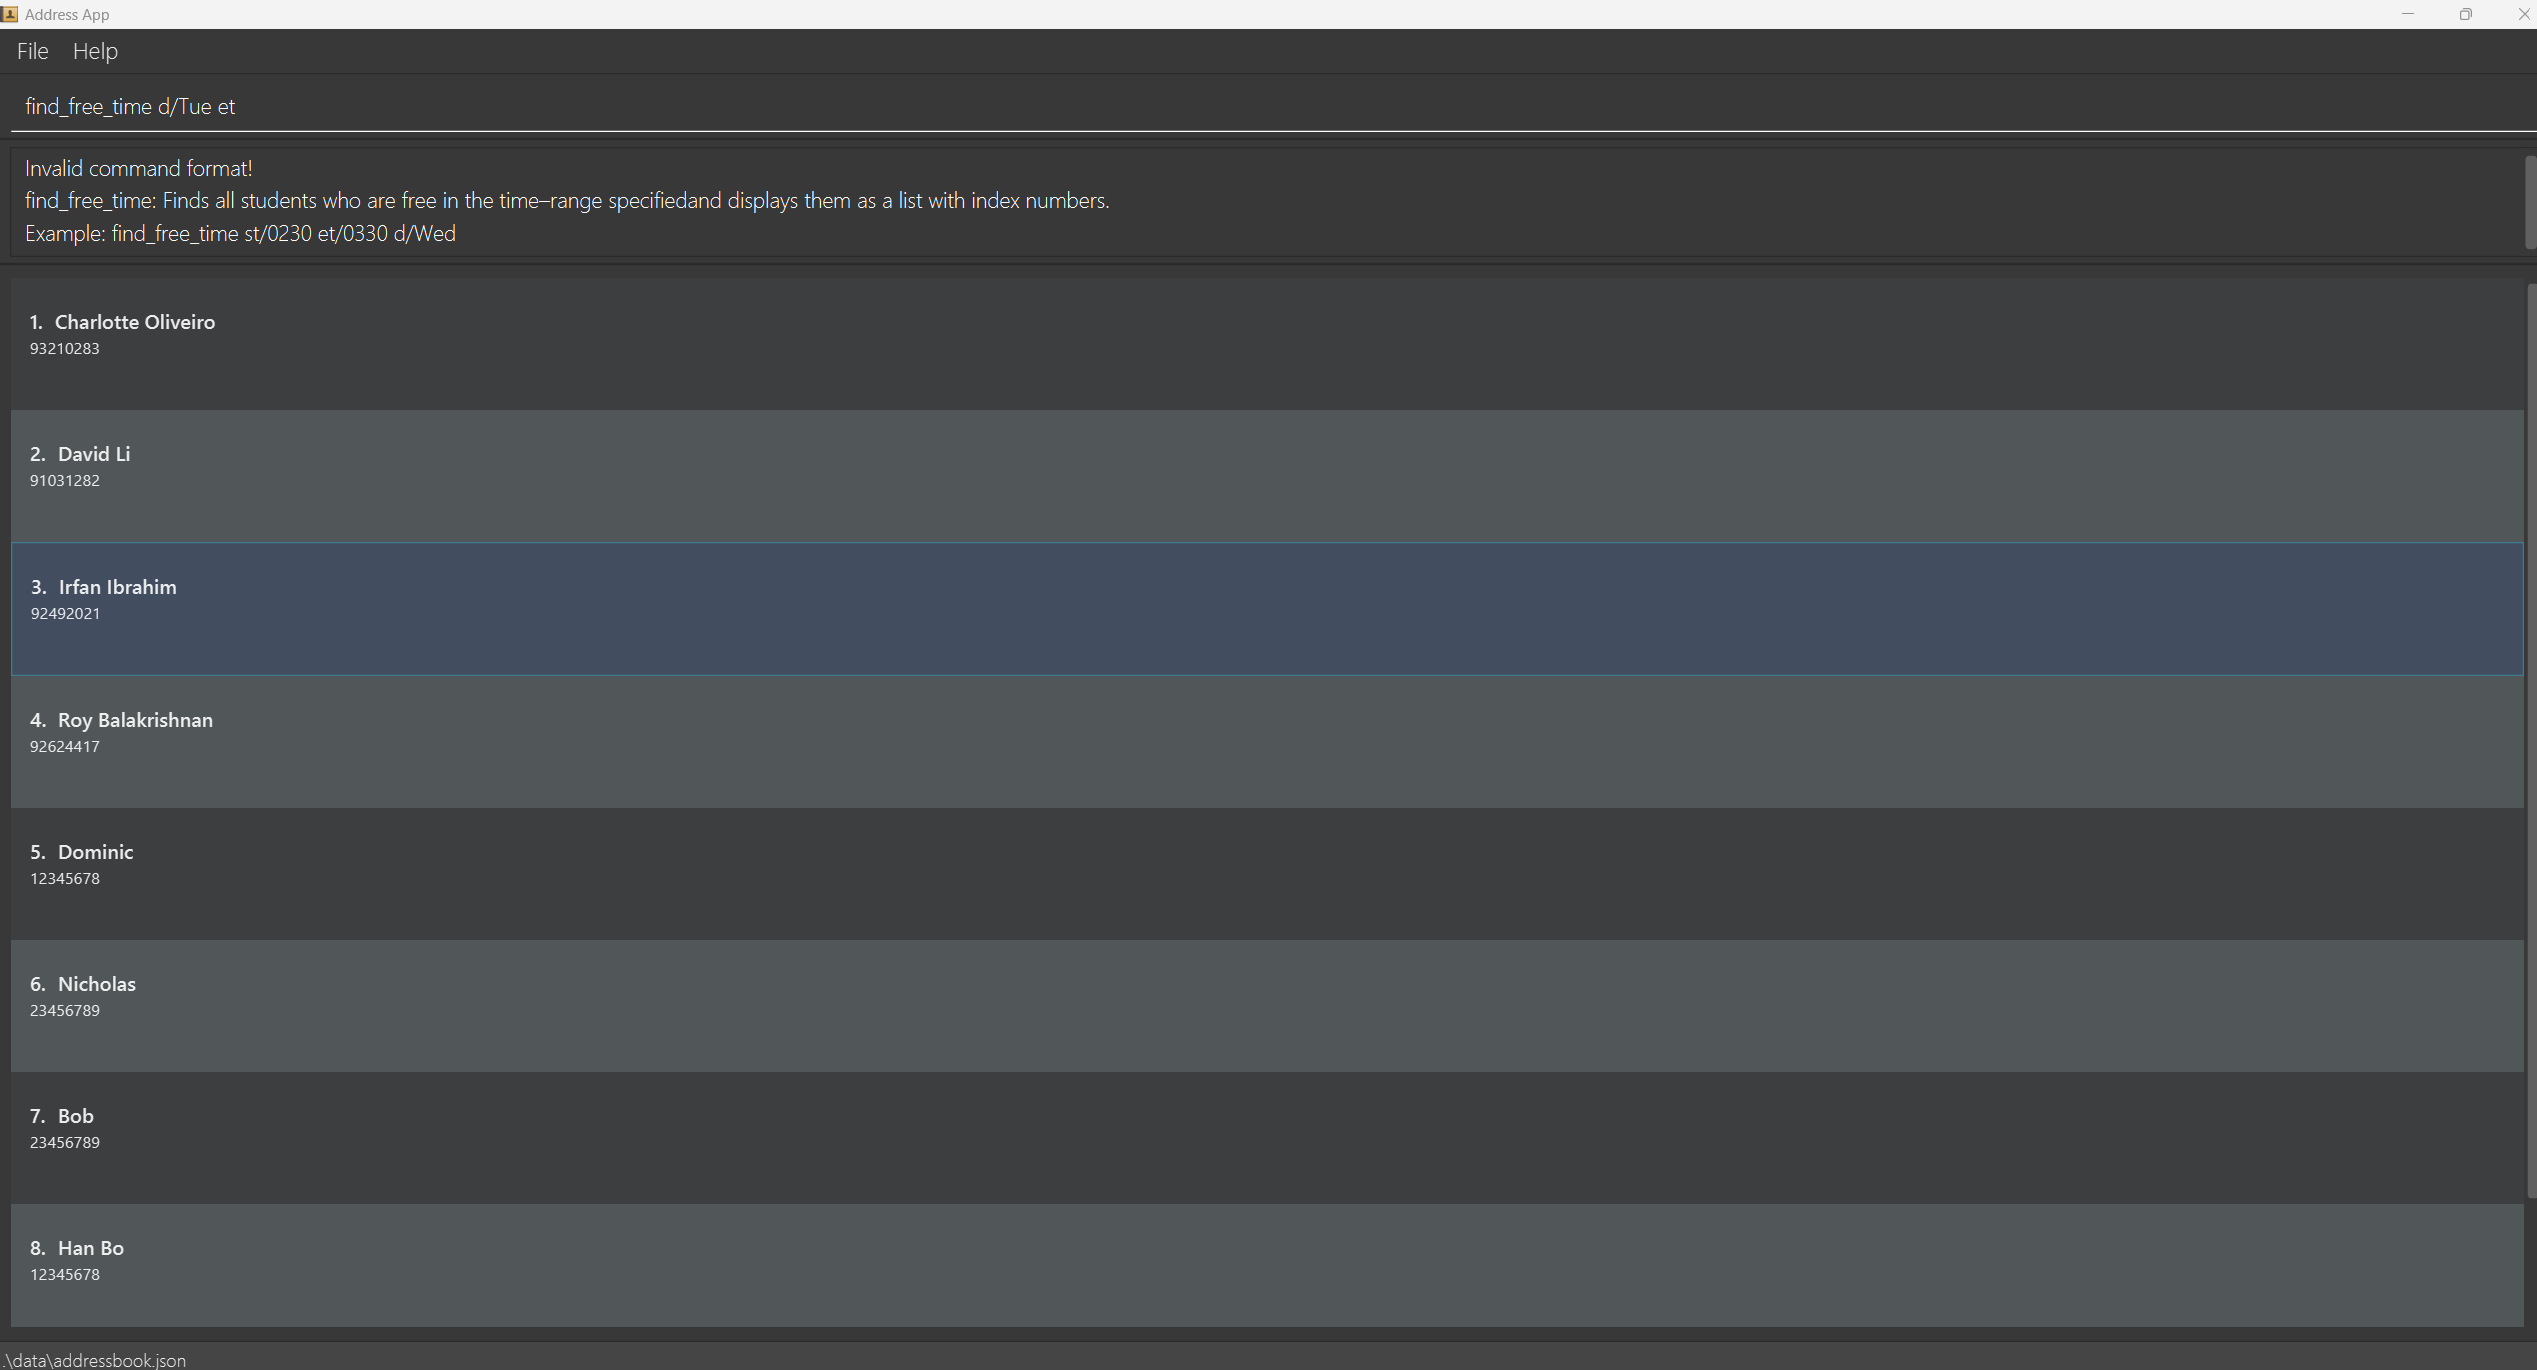 Address App
File Help
find_free_time d/Tue et
Invalid command format!
find_free_time: Finds all students who are free in the time–range specifiedand displays them as a list with index numbers.
Example: find_free_time st/0230 et/0330 d/Wed
1. Charlotte Oliveiro
93210283
2. David Li
91031282
3. Irfan Ibrahim
92492021
4. Roy Balakrishnan
92624417
5. Dominic
12345678
6. Nicholas
23456789
7. Bob
23456789
8. Han Bo
12345678
.\data\addressbook.json